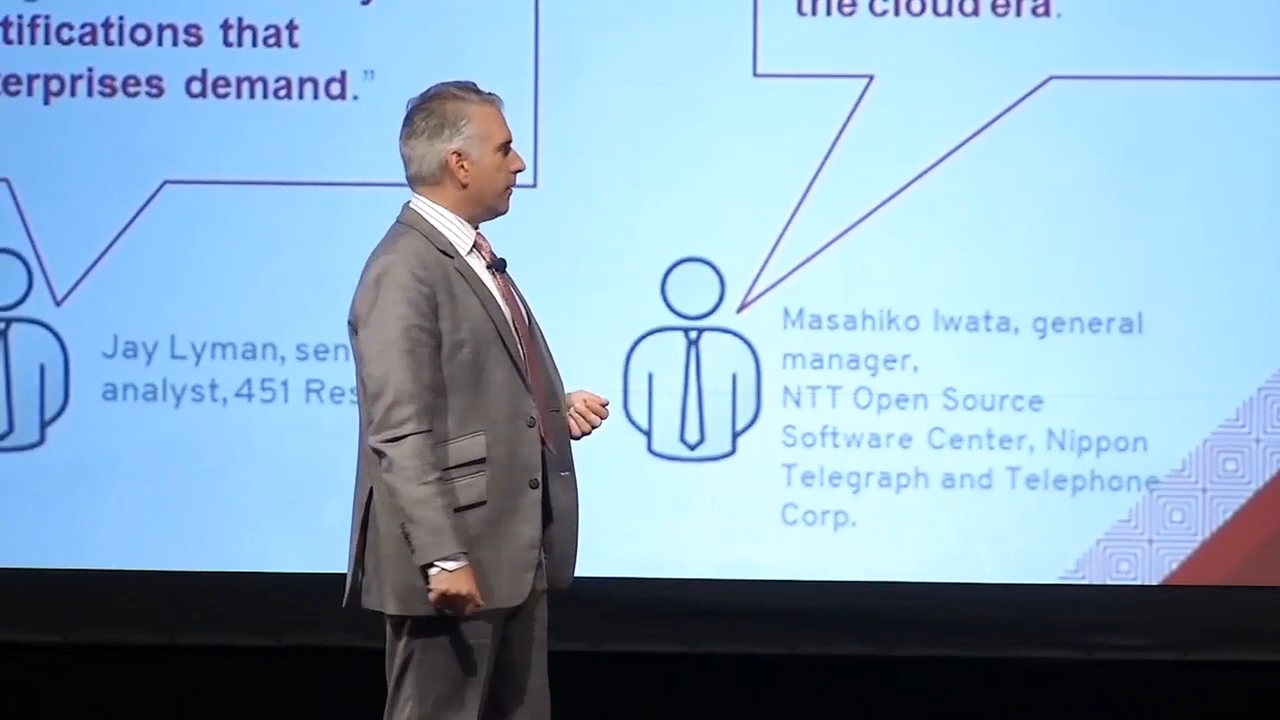 tifications that
erprises demand.”
the cloud era.
Jay Lyman, sen
analyst, 451 Res
Masahiko Iwata, general
manager,
NTT Open Source
Software Center, Nippon
Telegraph and Telephone
Corp.